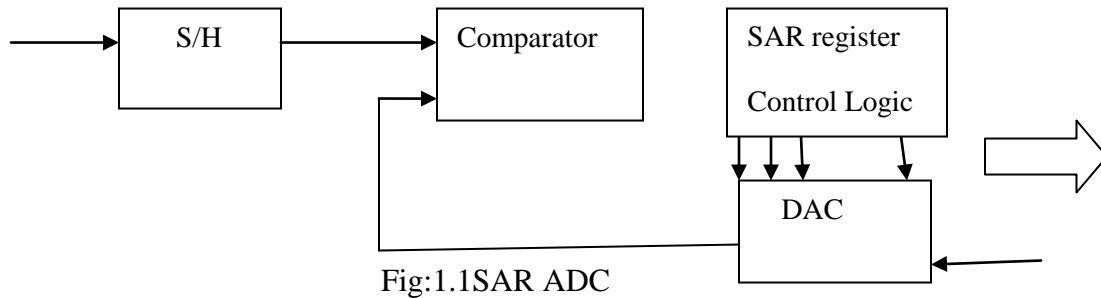 S/H
Comparator
SAR register
Control Logic
DAC
Fig:1.1SAR ADC